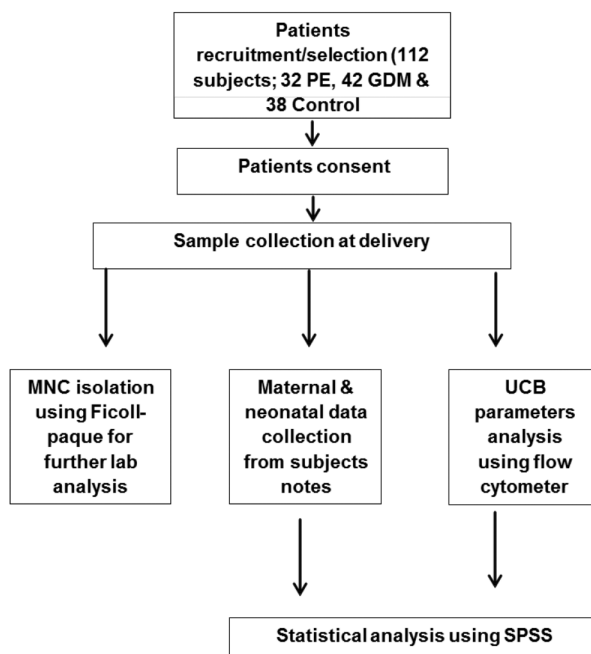 Patients
recruitment/selection (112
subjects; 32 PE, 42 GDM &
38 Control
Patients consent
Sample collection at delivery
MNC isolation
using Ficoll-
paque for
further lab
analysis
Maternal &
neonatal data
collection
from subjects
notes
UCB
parameters
analysis
using flow
cytometer
Statistical analysis using SPSS